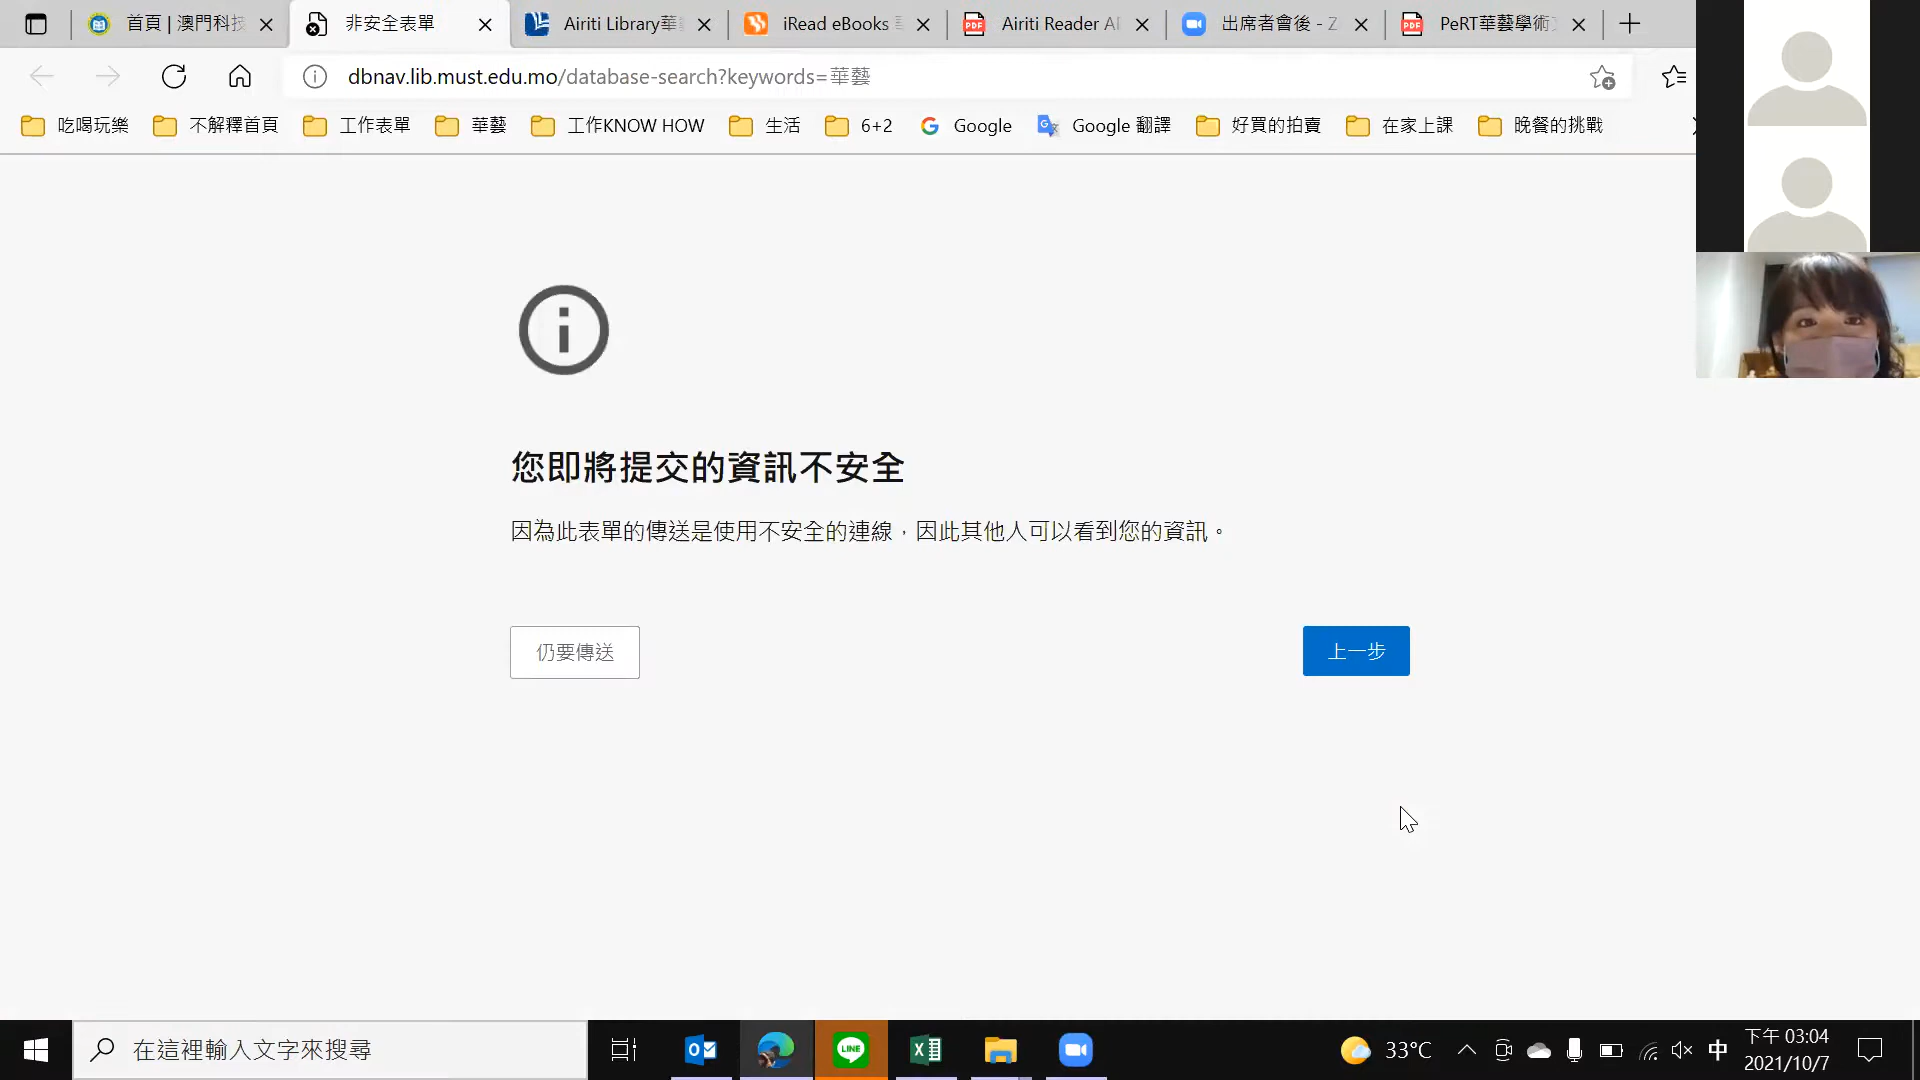 首頁 | 澳門科技
非安全表單
Airiti Library華
iRead eBooks
Airiti Reader A
出席者會後 - Z
PeRT華藝學術
dbnav.lib.must.edu.mo/database-search?keywords=華藝
吃喝玩樂
不解釋首頁
工作表單
華藝
工作KNOW HOW
生活
6+2
Google
Google 翻譯
好買的拍賣
在家上課
晚餐的挑戰
您即將提交的資訊不安全
因為此表單的傳送是使用不安全的連線，因此其他人可以看到您的資訊。
仍要傳送
上一步
在這裡輸入文字來搜尋
LINE
33°C
中
下午 03:04
2021/10/7